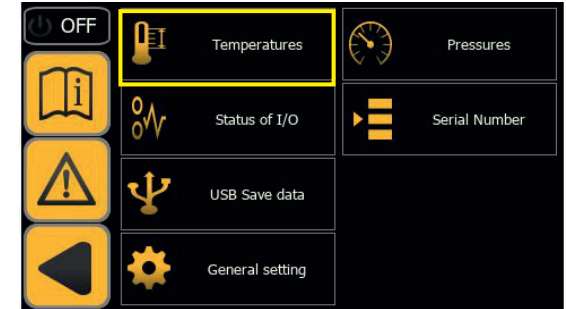 OFF
Temperatures
Pressures
i
Status of I/O
Serial Number
USB Save data
General setting